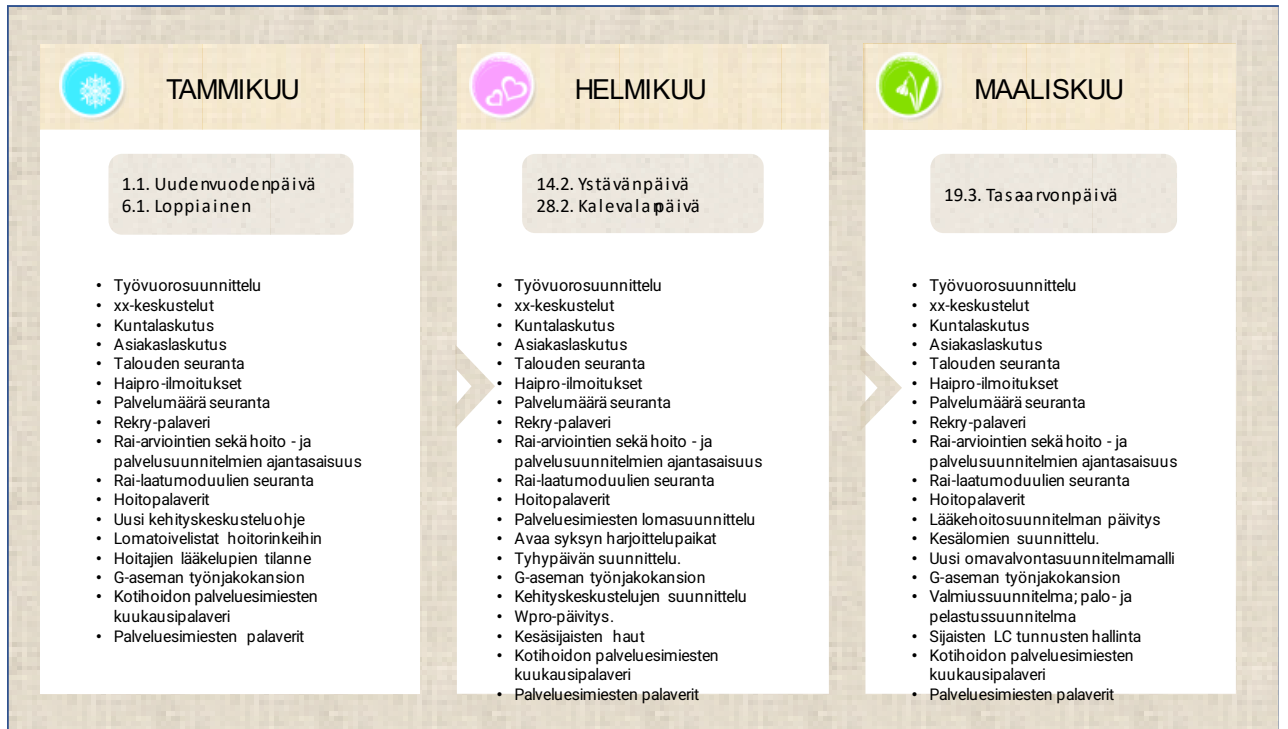 TAMMIKUU
1.1. Uudenvuodenpäivä
6.1. Loppiainen
• Työvuorosuunnittelu
• xx-keskustelut
• Kuntalaskutus
• Asiakaslaskutus
• Talouden seuranta
• Haipro-ilmoitukset
• Palvelumäärä seuranta
• Rekry-palaveri
• Rai-arviointien sekä hoito - ja
palvelusuunnitelmien ajantasaisuus
• Rai-laatumoduulien seuranta
• Hoitopalaverit
• Uusi kehityskeskusteluohje
• Lomatoivelistat hoitorinkeihin
• Hoitajien lääkelupien tilanne
• G-aseman työnjakokansion
• Kotihoidon palveluesimiesten
kuukausipalaveri
• Palveluesimiesten palaverit
HELMIKUU
14.2. Ystävänpäivä
28.2. Kalevalanpäivä
• Työvuorosuunnittelu
• xx-keskustelut
• Kuntalaskutus
• Asiakaslaskutus
• Talouden seuranta
• Haipro-ilmoitukset
• Palvelumäärä seuranta
• Rekry-palaveri
• Rai-arviointien sekä hoito - ja
palvelusuunnitelmien ajantasaisuus
• Rai-laatumoduulien seuranta
• Hoitopalaverit
• Palveluesimiesten lomasuunnittelu
• Avaa syksyn harjoittelupaikat
• Tyhypäivän suunnittelu.
• G-aseman työnjakokansion
• Kehityskeskustelujen suunnittelu
• Wpro-päivitys.
• Kesäsijaisten haut
• Kotihoidon palveluesimiesten
kuukausipalaveri
• Palveluesimiesten palaverit
MAALISKUU
19.3. Tasaarvonpäivä
• Työvuorosuunnittelu
• xx-keskustelut
• Kuntalaskutus
• Asiakaslaskutus
• Talouden seuranta
• Haipro-ilmoitukset
• Palvelumäärä seuranta
• Rekry-palaveri
• Rai-arviointien sekä hoito - ja
palvelusuunnitelmien ajantasaisuus
• Rai-laatumoduulien seuranta
• Hoitopalaverit
• Lääkehoitosuunnitelman päivitys
• Kesälomien suunnittelu.
• Uusi omavalvontasuunnitelmamalli
• G-aseman työnjakokansion
• Valmiussuunnitelma; palo- ja
pelastussuunnitelma
• Sijaisten LC tunnusten hallinta
• Kotihoidon palveluesimiesten
kuukausipalaveri
• Palveluesimiesten palaverit